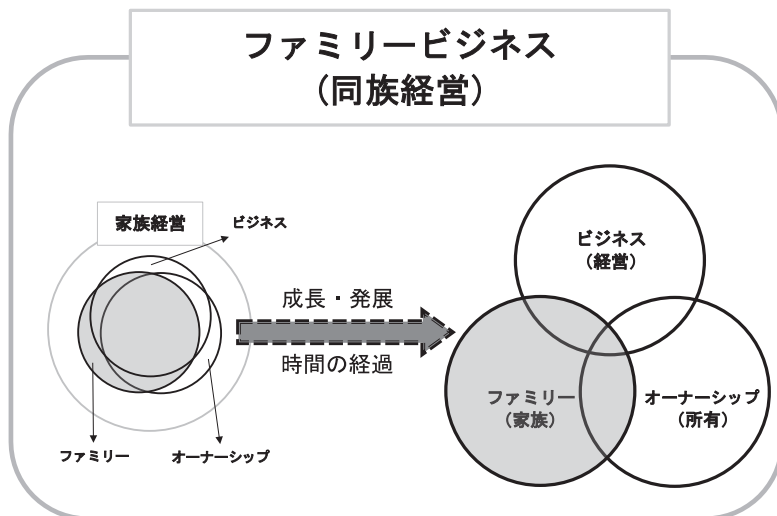 ファミリービジネス
（同族経営）
家族経営
ビジネス
ファミリー
オーナーシップ
成長・発展
時間の経過
ビジネス
（経営）
ファミリー
（家族）
オーナーシップ
（所有）